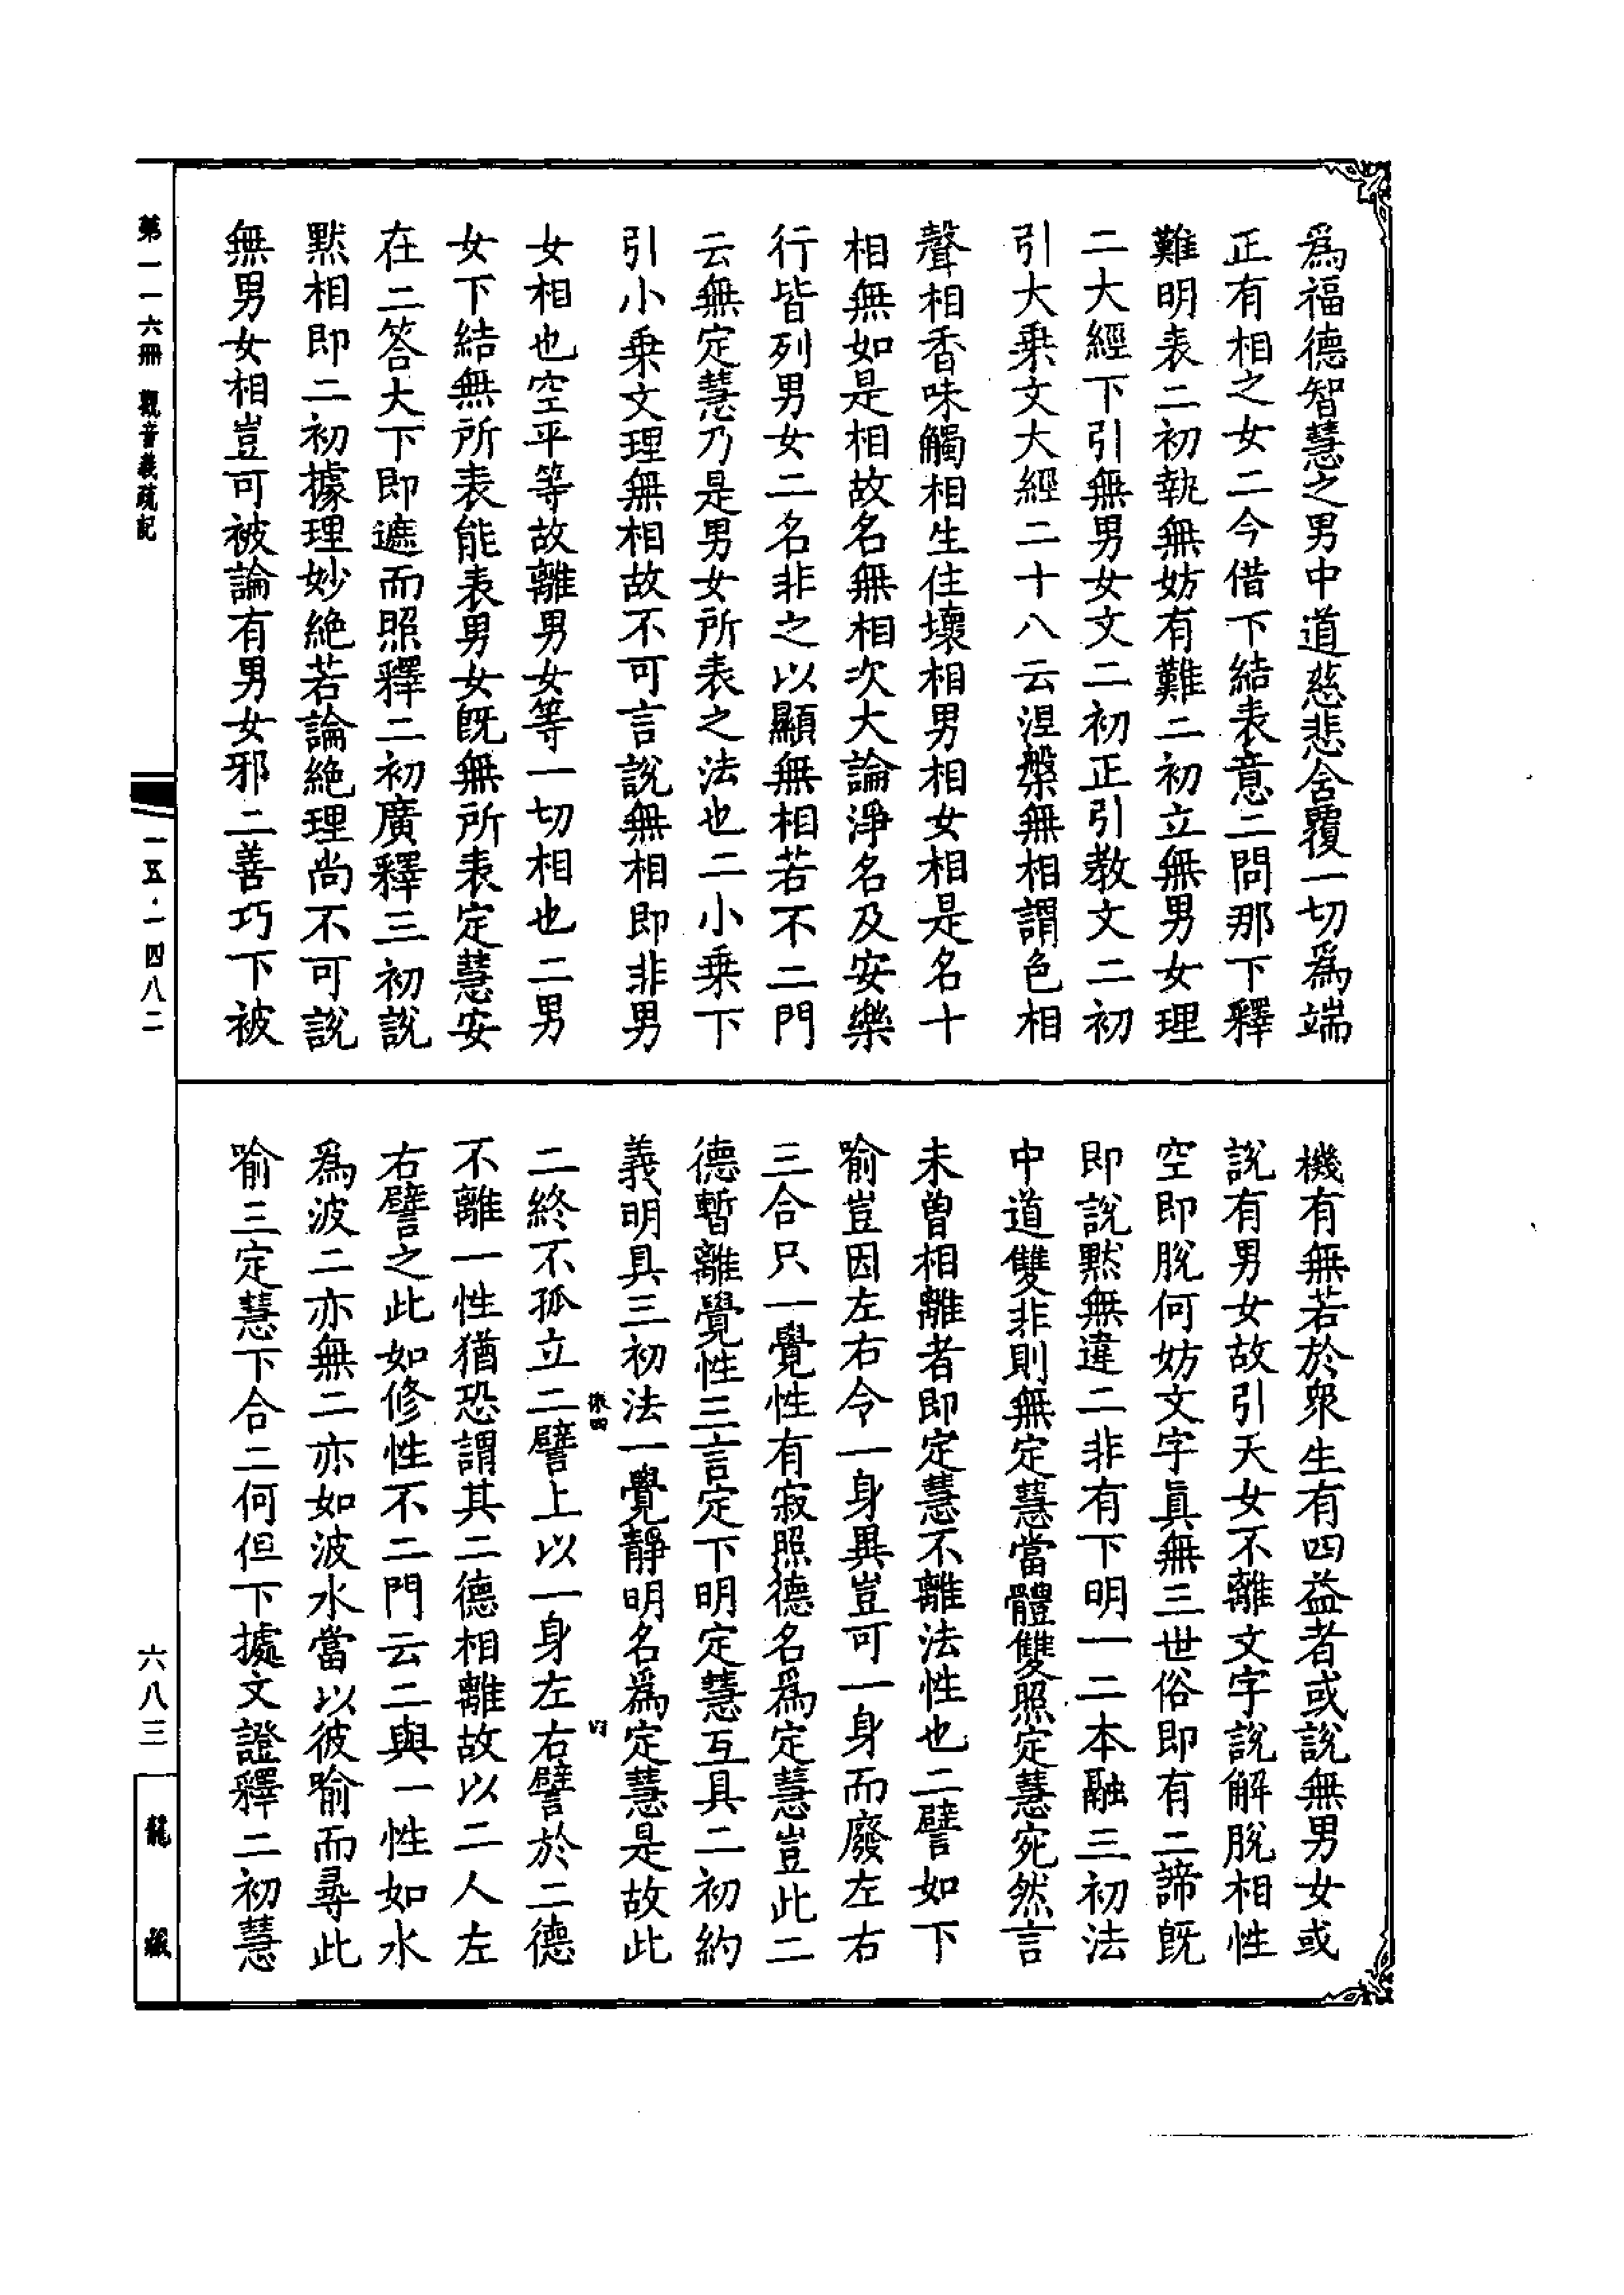 為福德智慧之男中道慈悲舍覆一切為端
正有相之女二今借下結表意二問那下釋
難明表二初執無妨有難二初立無男女理
二大經下引無男女文二初正引教文二初
引大乗文大經二十八云涅槃無相謂色相
聲相香味觸相生住壞相男相女相是名十
相無如是相故名無相次大論淨名及安樂
行皆列男女二名非之以顯無相若不二門
云無定慧乃是男女所表之法也二小乗下
引小乗文理無相故不可言說無相即非男
女相也空平等故離男女等一切相也二男
女下結無所表能表男女既無所表定慧安
在二答大下即遮而照釋二初廣釋三初說
默相即二初據理妙絶若論絶理尚不可說
無男女相豈可被論有男女邪二善巧下被
機有無若於衆生有四益者或說無男女或
說有男女故引天女不離文字說解脫相性
空即脫何妨文字眞無三世俗即有二諦既
即說默無違二非有下明一二本融三初法
中道雙非則無定慧當體雙照定慧宛然言
未曾相離者即定慧不離法性也二譬如下
喻豈因左右令一身異豈可一身而廢左右
三合只一覺性有寂照德名爲定慧豈此二
德暫離覺性三言定下明定慧互具二初約
義明具三初法一覺靜明名爲定慧是故此
二終不孤立二譬上以一身左右譬於二德
不離一性猶恐謂其二德相離故以二人左
右譬之此如修性不二門云二與一性如水
為波二亦無二亦如波水當以彼喻而尋此
喻三定慧下合二何但下據文證釋二初慧
第一一六冊 觀音義疏記
一五·一四八二
六八三
龍藏